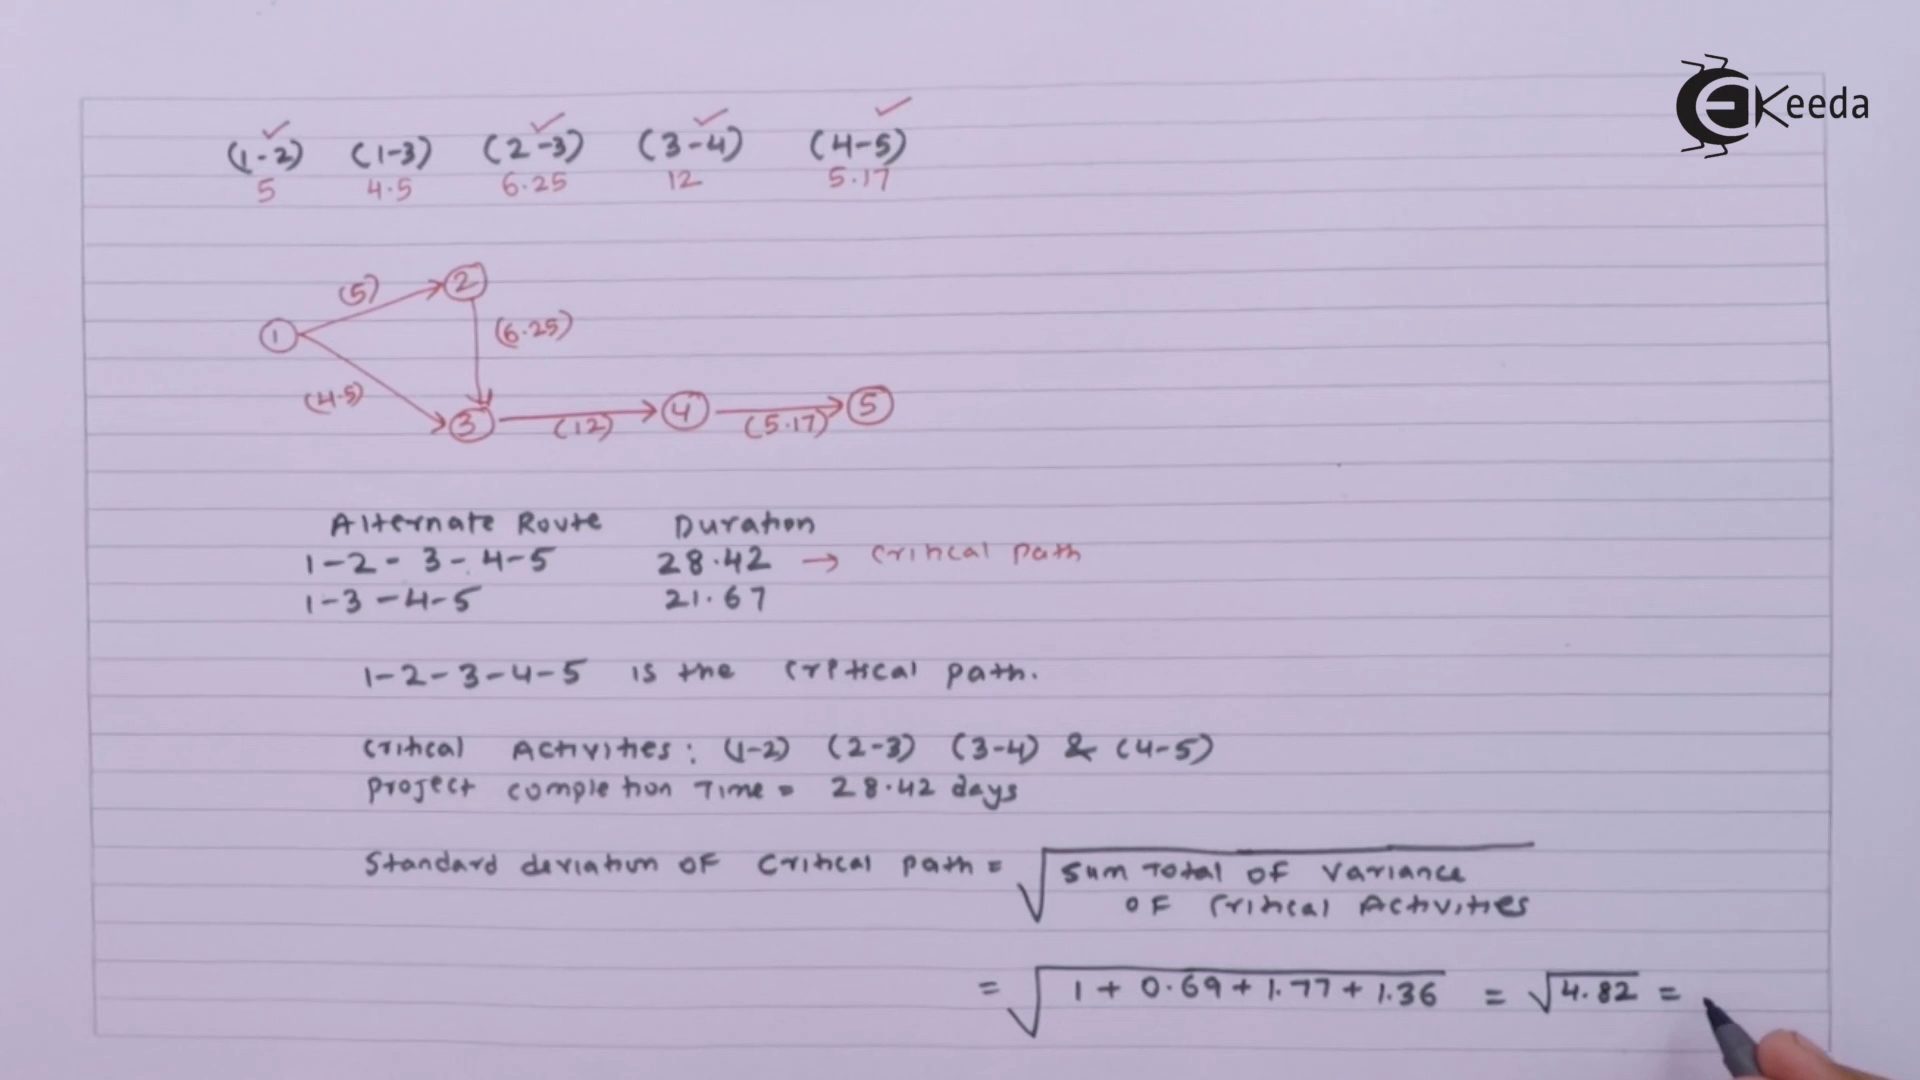 EKeeda
(1-2) (1-3) (2-3) (3-4) (4-5)
5 4.5 6.25 12 5.17
(5) 2
1 (6.25)
(4.5) 3 (12) 4 (5.17) 5
Alternate Route Duration
1-2-3-4-5 28.42 → Critical path
1-3-4-5 21.67
1-2-3-4-5 is the critical path.
Critical Activities: (1-2) (2-3) (3-4) & (4-5)
Project completion Time = 28.42 days
Standard deviation OF Critical path = √ Sum Total OF Variance
OF Critical Activities
= √ 1 + 0.69 + 1.77 + 1.36 = √4.82 =